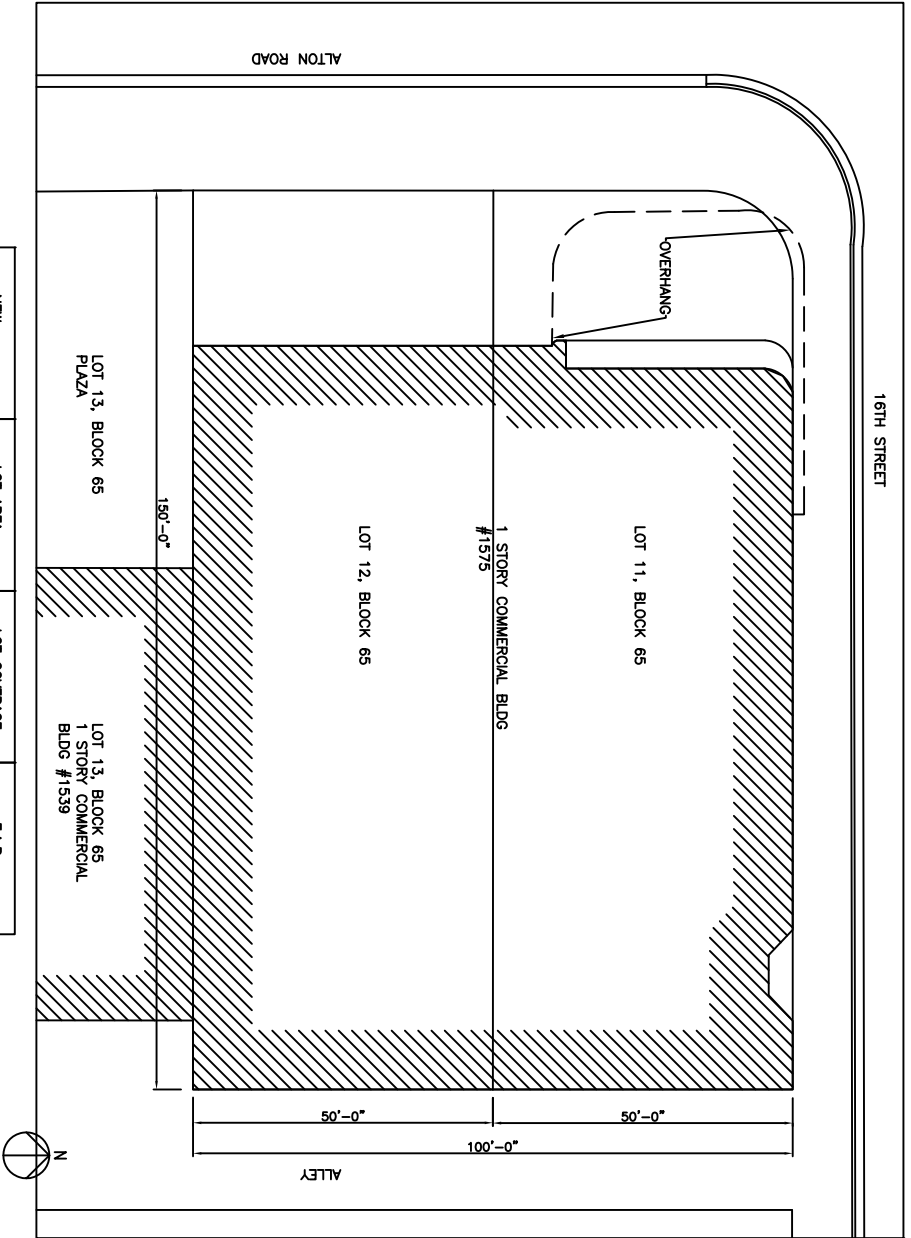 16TH STREET
ALTON ROAD
OVERHANG
LOT 11, BLOCK 65
1 STORY COMMERCIAL BLDG
#1575
LOT 12, BLOCK 65
150'-0"
LOT 13, BLOCK 65
PLAZA
LOT 13, BLOCK 65
1 STORY COMMERCIAL
BLDG #1539
50'-0"
50'-0"
100'-0"
ALLEY
N